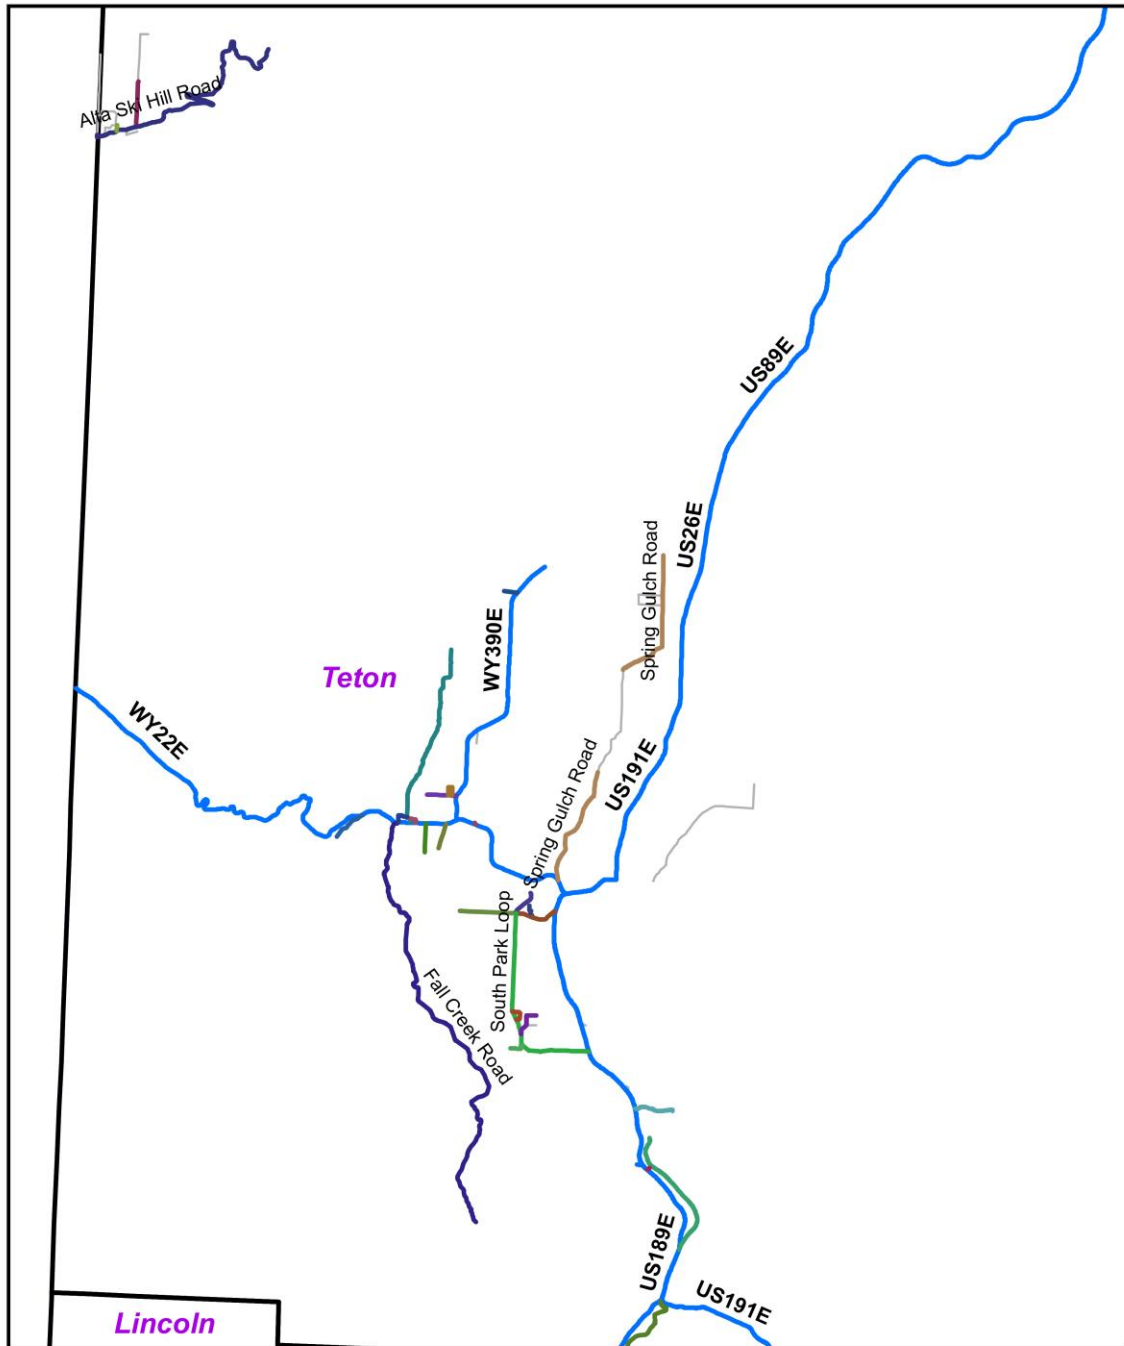 Alta Ski Hill Road
US89E
US26E
Spring Gulch Road
WY390E
Teton
WY22E
US191E
Spring Gulch Road
South Park Loop
Fall Creek Road
US189E
US191E
Lincoln